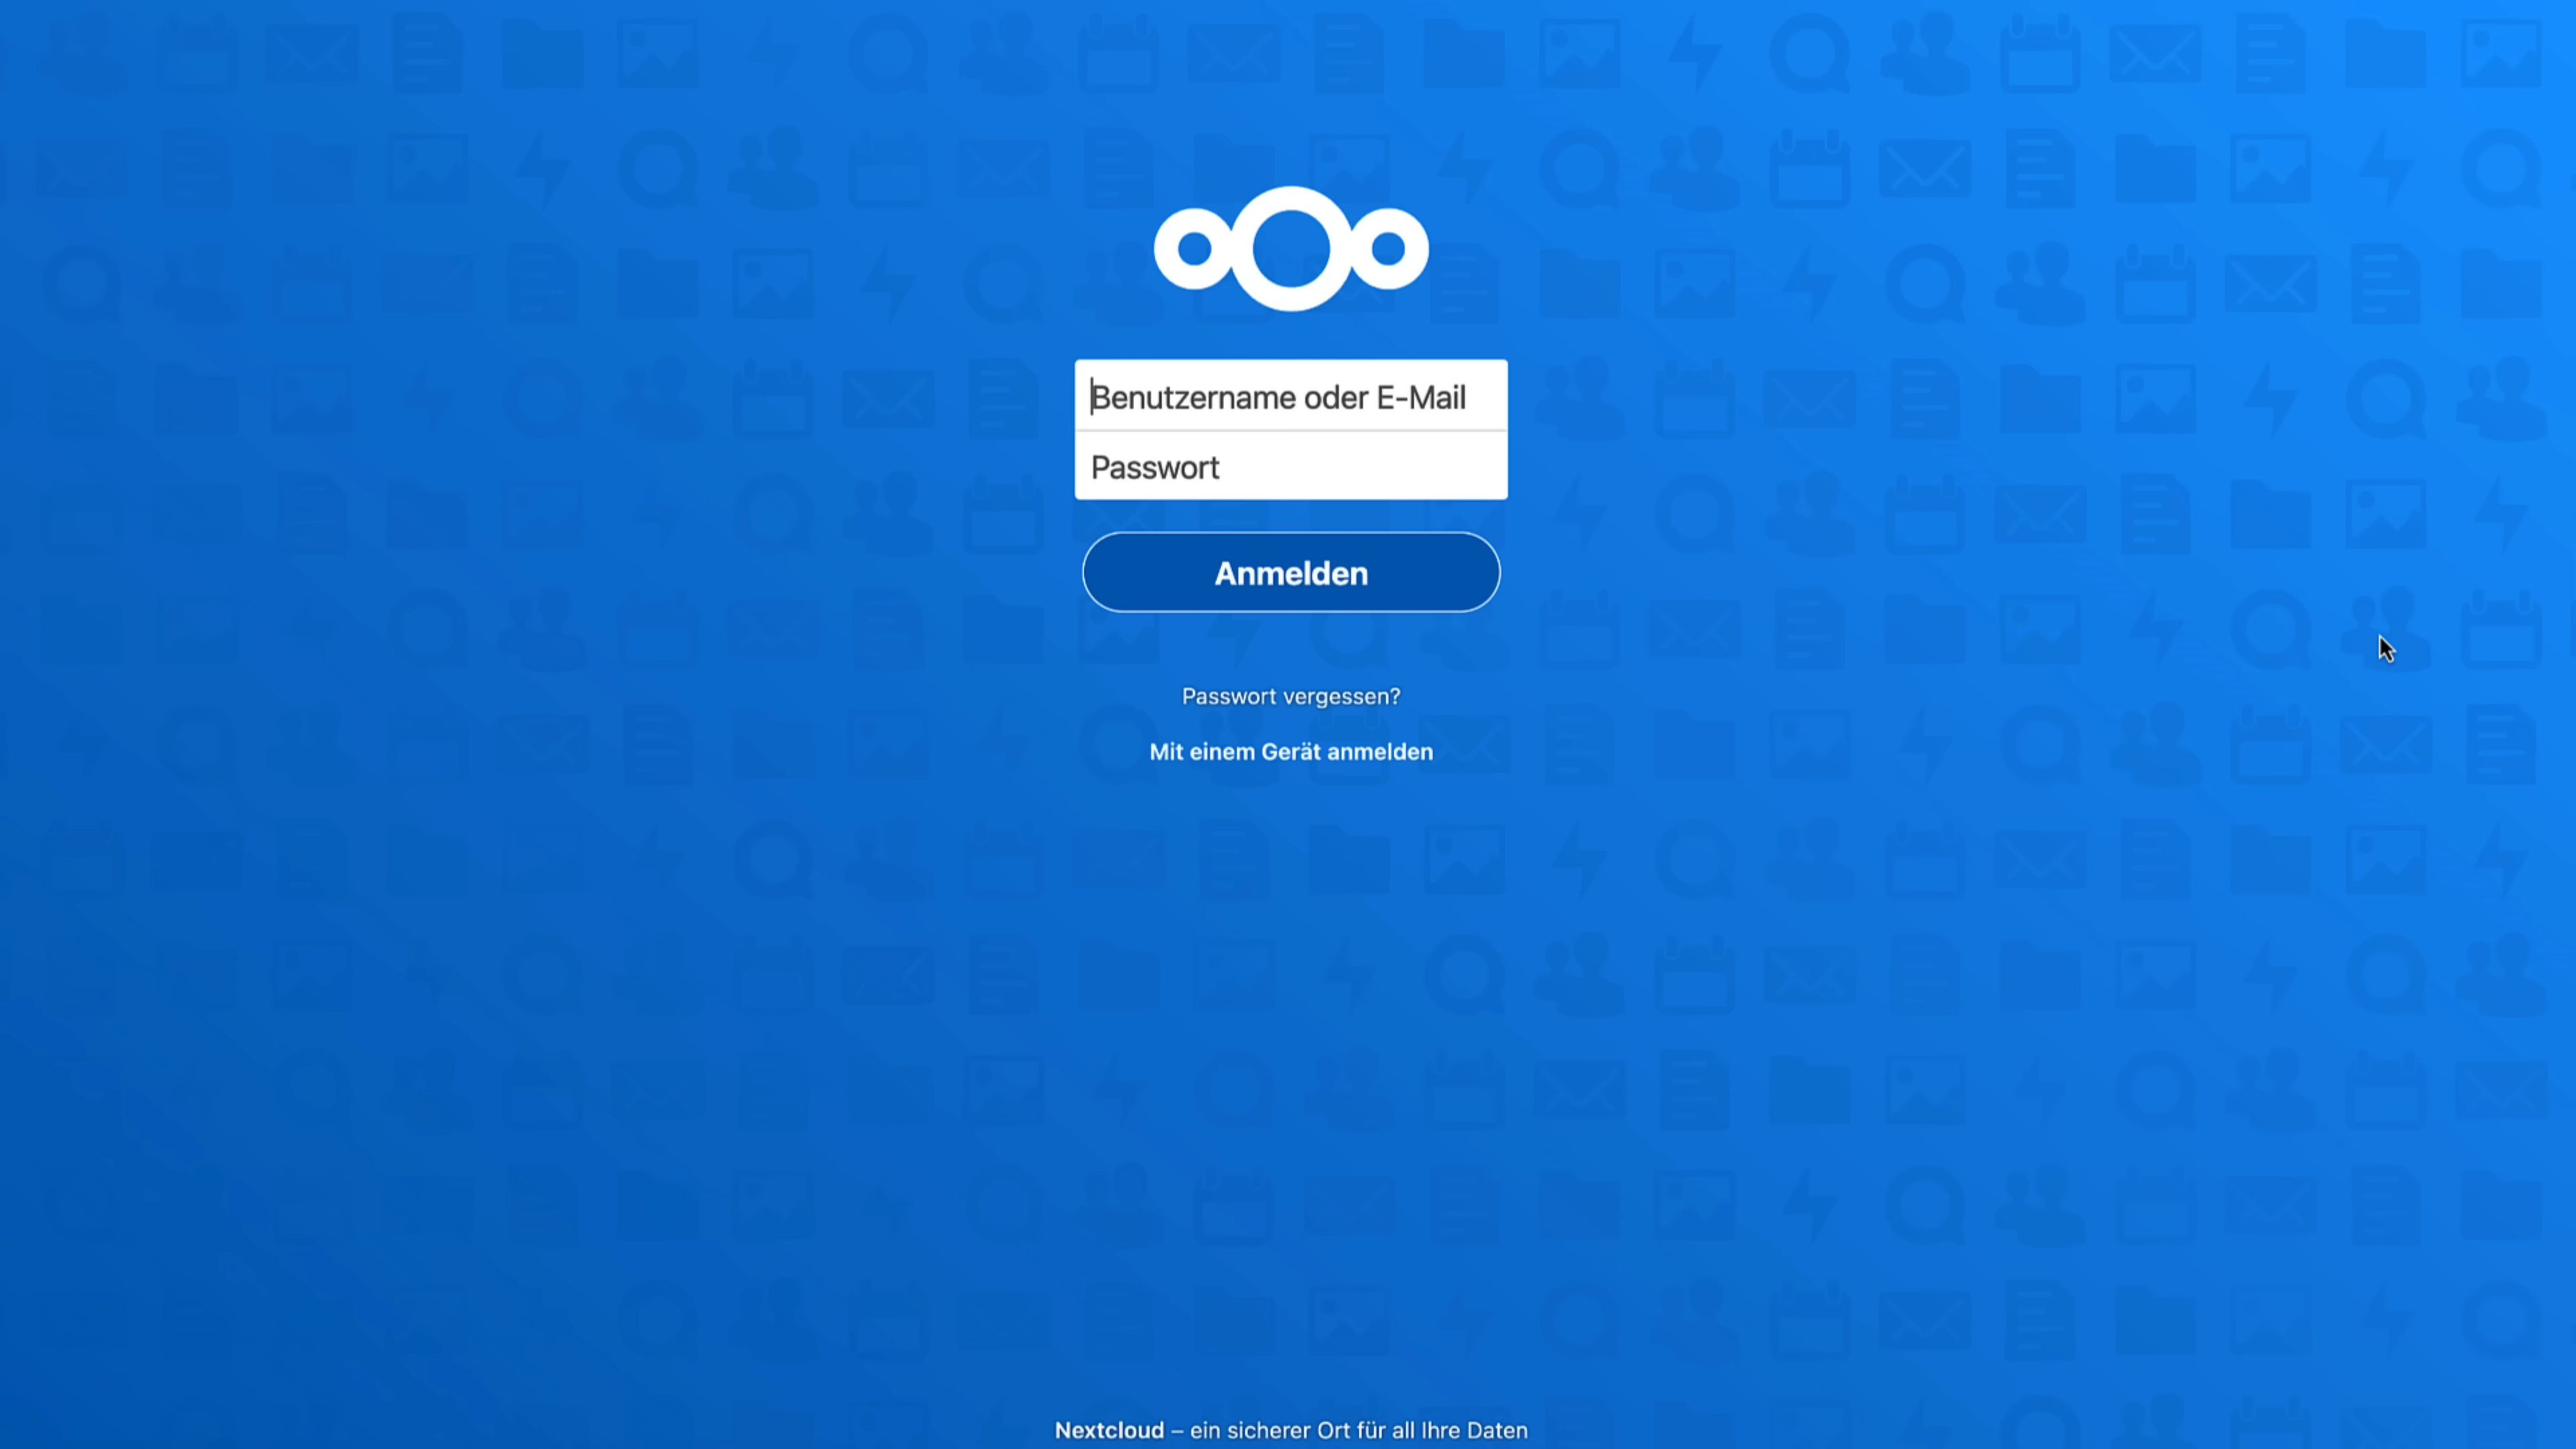 Benutzername oder E-Mail
Passwort
Anmelden
Passwort vergessen?
Mit einem Gerät anmelden
Nextcloud – ein sicherer Ort für all Ihre Daten